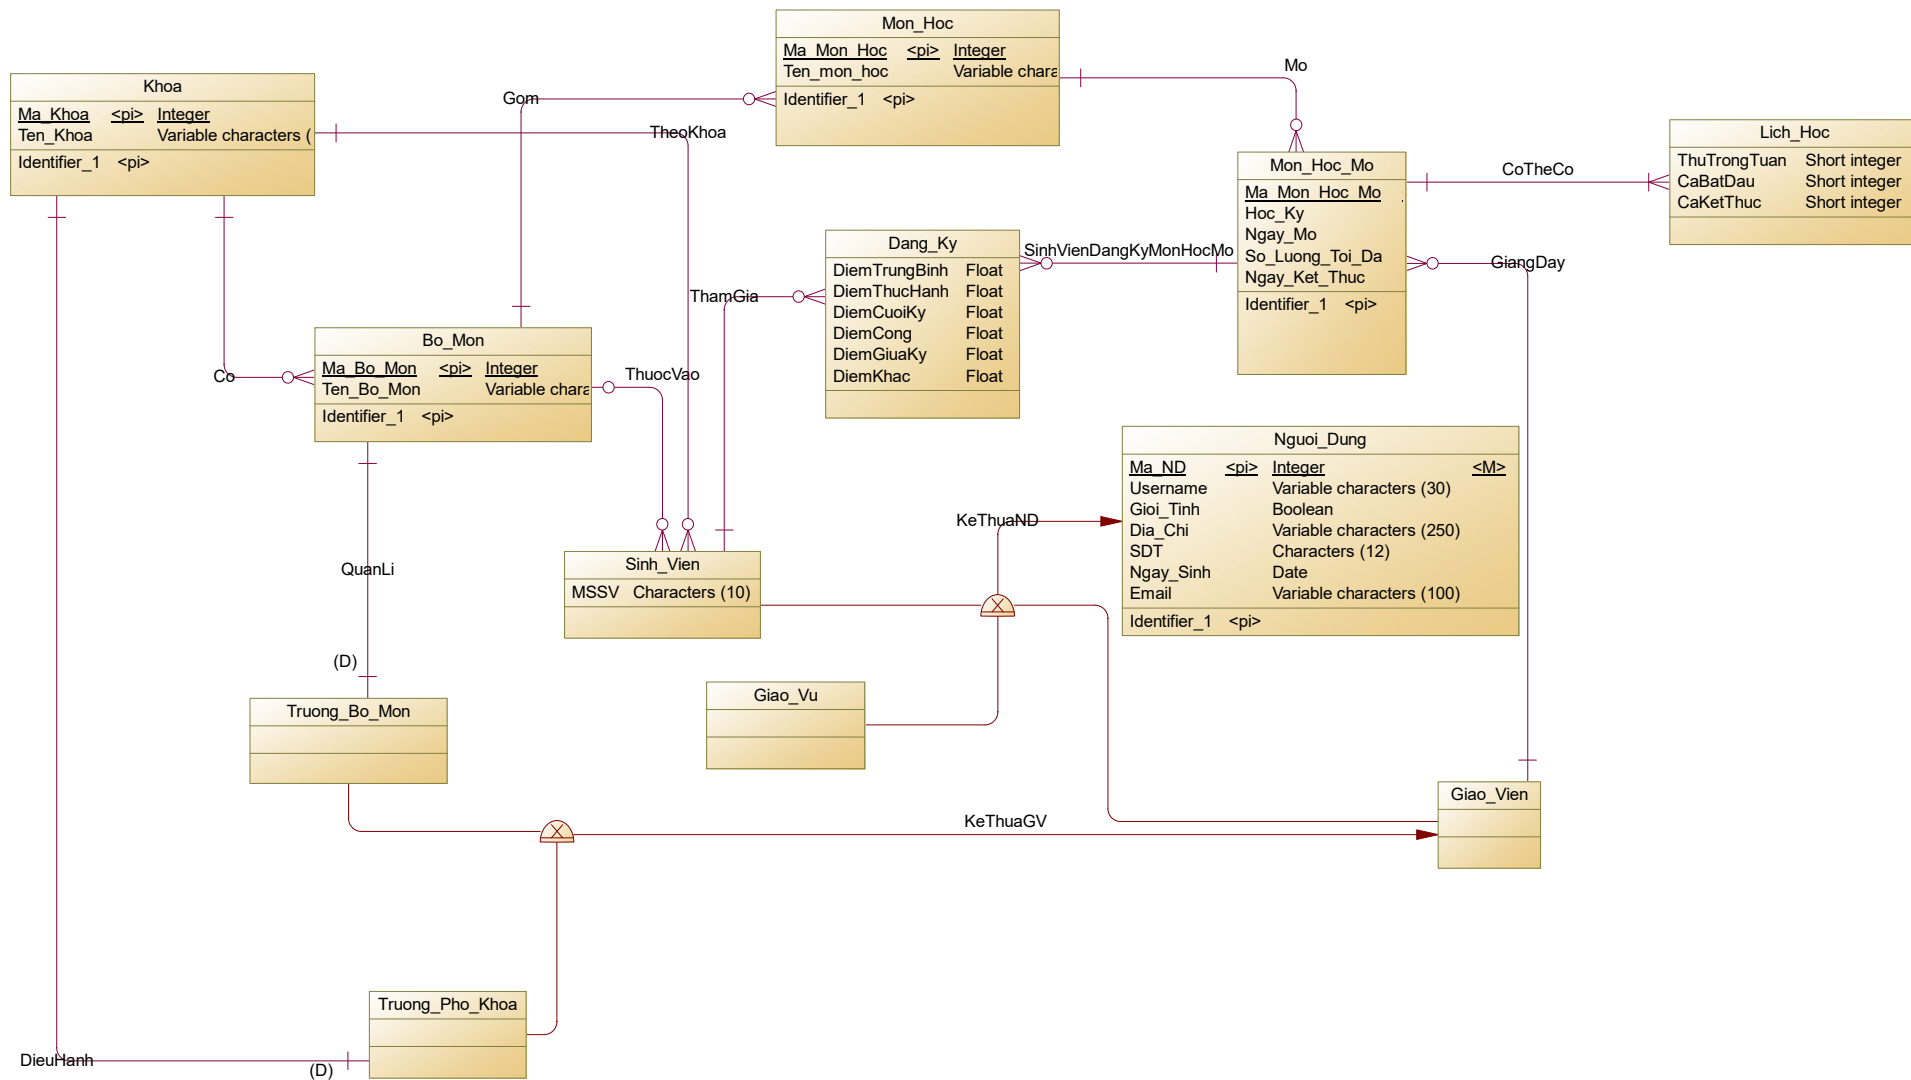 Mon_Hoc
Ma_Mon_Hoc <pi> Integer
Ten_mon_hoc Variable chara
Identifier_1 <pi>
Mo
Khoa
Ma_Khoa <pi> Integer
Ten_Khoa Variable characters (
Identifier_1 <pi>
Gom
TheoKhoa
Lich_Hoc
ThuTrongTuan Short integer
CaBatDau Short integer
CaKetThuc Short integer
Mon_Hoc_Mo
Ma_Mon_Hoc_Mo
Hoc_Ky
Ngay_Mo
So_Luong_Toi_Da
Ngay_Ket_Thuc
Identifier_1 <pi>
CoTheCo
Dang_Ky
DiemTrungBinh Float
DiemThucHanh Float
DiemCuoiKy Float
DiemCong Float
DiemGiuaKy Float
DiemKhac Float
SinhVienDangKyMonHocMo
GiangDay
ThamGia
Bo_Mon
Ma_Bo_Mon <pi> Integer
Ten_Bo_Mon Variable chara
Identifier_1 <pi>
Co
ThuocVao
Nguoi_Dung
Ma_ND <pi> Integer <M>
Username Variable characters (30)
Gioi_Tinh Boolean
Dia_Chi Variable characters (250)
SDT Characters (12)
Ngay_Sinh Date
Email Variable characters (100)
Identifier_1 <pi>
KeThuaND
Sinh_Vien
MSSV Characters (10)
QuanLi
(D)
Truong_Bo_Mon
Giao_Vu
Giao_Vien
KeThuaGV
Truong_Pho_Khoa
DieuHanh
(D)